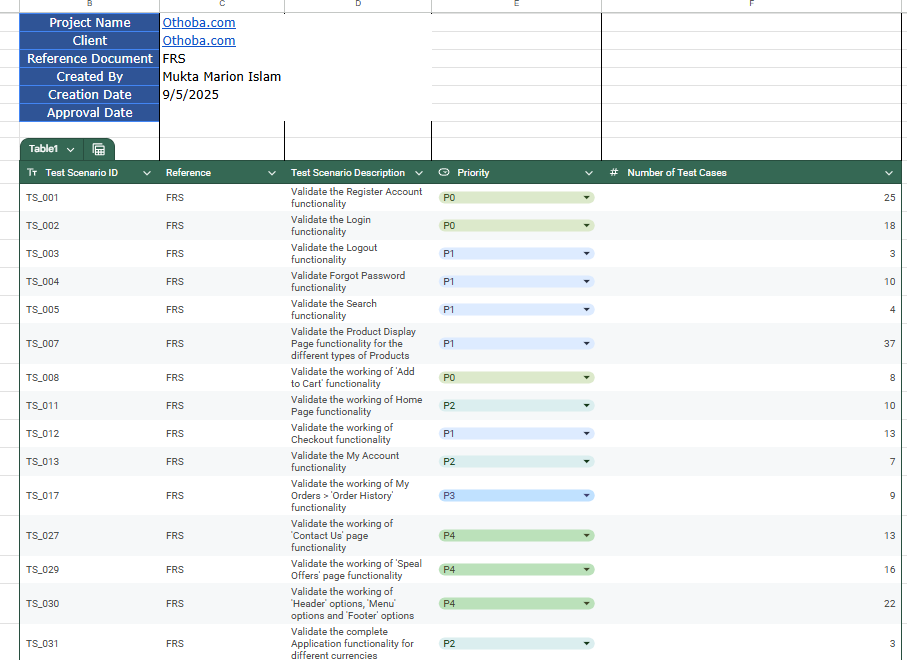 B C D E F
Project Name Othoba.com
Client Othoba.com
Reference Document FRS
Created By Mukta Marion Islam
Creation Date 9/5/2025
Approval Date
Table1
Tт Test Scenario ID Reference Test Scenario Description Priority # Number of Test Cases
TS_001 FRS Validate the Register Account P0 25
functionality
TS_002 FRS Validate the Login P0 18
functionality
TS_003 FRS Validate the Logout P1 3
functionality
TS_004 FRS Validate Forgot Password P1 10
functionality
TS_005 FRS Validate the Search P1 4
functionality
TS_007 FRS Validate the Product Display P1 37
Page functionality for the
different types of Products
TS_008 FRS Validate the working of 'Add P0 8
to Cart' functionality
TS_011 FRS Validate the working of Home P2 10
Page functionality
TS_012 FRS Validate the working of P1 13
Checkout functionality
TS_013 FRS Validate the My Account P2 7
functionality
TS_017 FRS Validate the working of My P3 9
Orders > 'Order History'
functionality
TS_027 FRS Validate the working of P4 13
'Contact Us' page
functionality
TS_029 FRS Validate the working of 'Speal P4 16
Offers' page functionality
TS_030 FRS Validate the working of P4 22
'Header' options, 'Menu'
options and 'Footer' options
TS_031 FRS Validate the complete P2 3
Application functionality for
different currencies